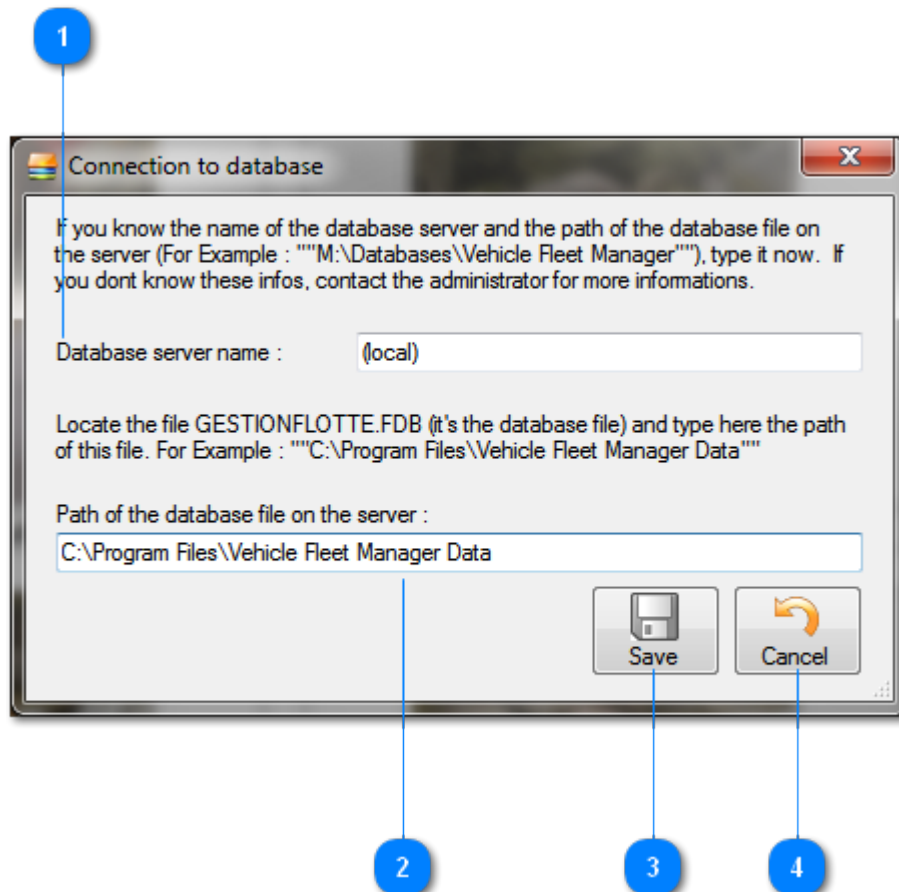 1
Connection to database
If you know the name of the database server and the path of the database file on
the server (For Example : ""M:\Databases\Vehicle Fleet Manager""), type it now.  If
you dont know these infos, contact the administrator for more informations.
Database server name : (local)
Locate the file GESTIONFLOTTE.FDB (it's the database file) and type here the path
of this file. For Example : ""C:\Program Files\Vehicle Fleet Manager Data""
Path of the database file on the server :
C:\Program Files\Vehicle Fleet Manager Data
Save Cancel
2 3 4